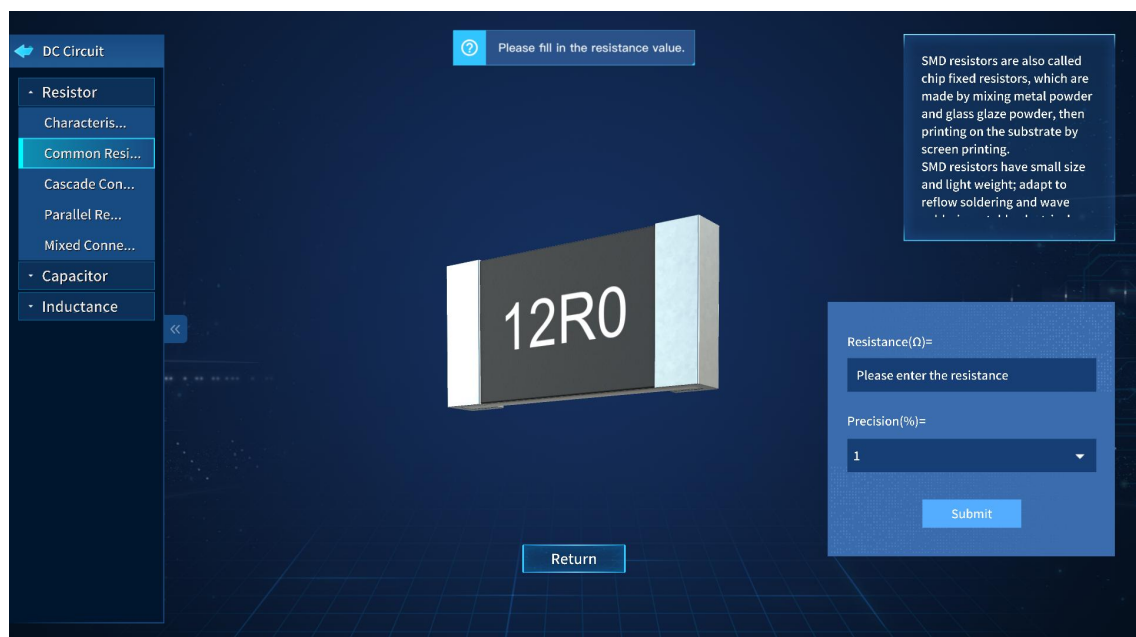 DC Circuit
Resistor
Characteris...
Common Resi...
Cascade Con...
Parallel Re...
Mixed Conne...
Capacitor
Inductance
Please fill in the resistance value.
12R0
Return
SMD resistors are also called
chip fixed resistors, which are
made by mixing metal powder
and glass glaze powder, then
printing on the substrate by
screen printing.
SMD resistors have small size
and light weight; adapt to
reflow soldering and wave
Resistance(Ω)=
Please enter the resistance
Precision(%)=
1
Submit